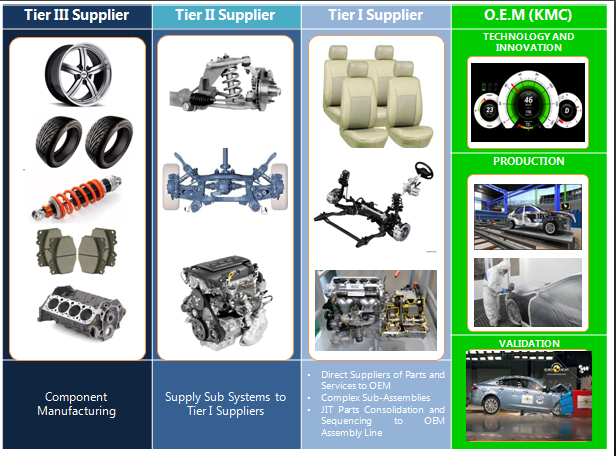 Tier III Supplier
Tier II Supplier
Tier I Supplier
O.E.M (KMC)
TECHNOLOGY AND
INNOVATION
23
46
D
PRODUCTION
VALIDATION
Component
Manufacturing
Supply Sub Systems to
Tier I Suppliers
• Direct Suppliers of Parts and
Services to OEM
• Complex Sub-Assemblies
• JIT Parts Consolidation and
Sequencing to OEM
Assembly Line